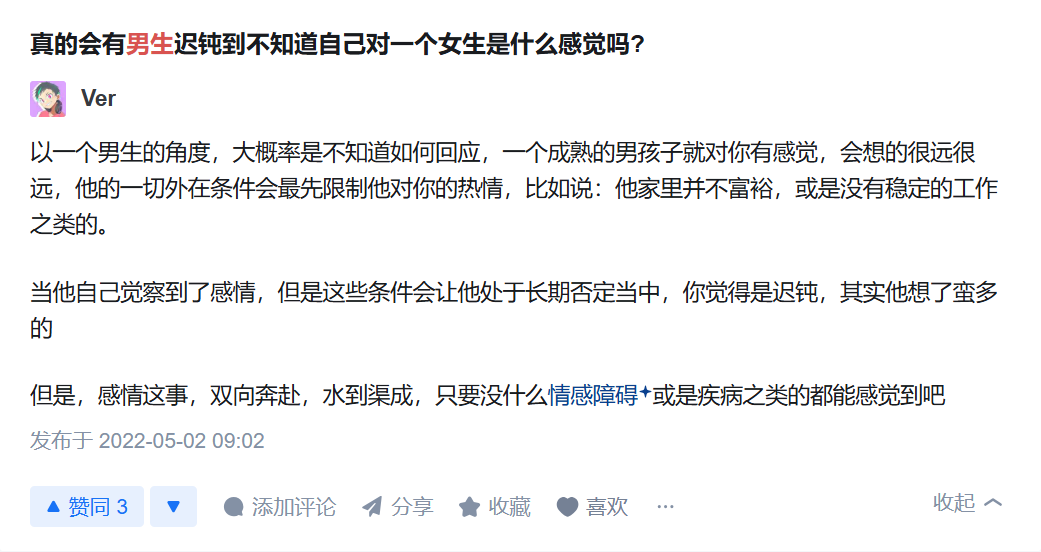 真的会有男生迟钝到不知道自己对一个女生是什么感觉吗?
Ver
以一个男生的角度，大概率是不知道如何回应，一个成熟的男孩子就对你有感觉，会想的很远很
远，他的一切外在条件会最先限制他对你的热情，比如说：他家里并不富裕，或是没有稳定的工作
之类的。
当他自己觉察到了感情，但是这些条件会让他处于长期否定当中，你觉得是迟钝，其实他想了蛮多
的
但是，感情这事，双向奔赴，水到渠成，只要没什么情感障碍或是疾病之类的都能感觉到吧
发布于 2022-05-02 09:02
赞同 3 添加评论 分享 收藏 喜欢 ··· 收起